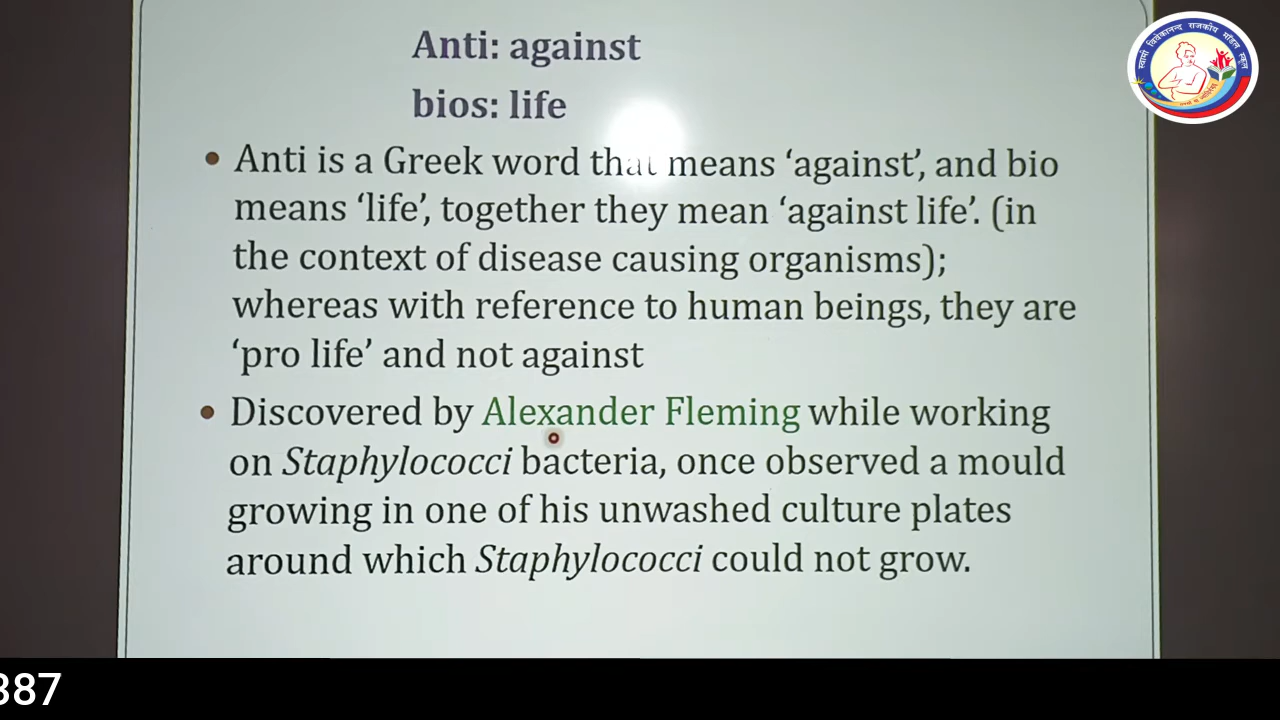 Anti: against
bios: life
• Anti is a Greek word that means ‘against’, and bio
means ‘life’, together they mean ‘against life’. (in
the context of disease causing organisms);
whereas with reference to human beings, they are
‘pro life’ and not against
• Discovered by Alexander Fleming while working
on Staphylococci bacteria, once observed a mould
growing in one of his unwashed culture plates
around which Staphylococci could not grow.
स्वामी विवेकानन्द राजकीय मॉडल स्कूल
387